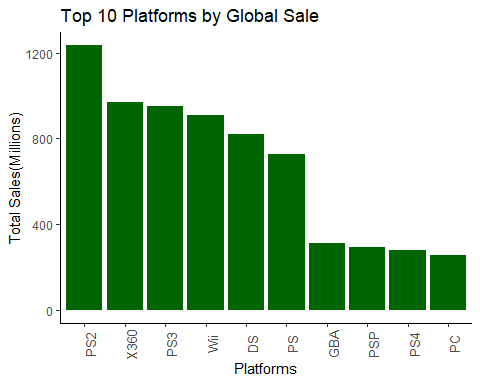 Top 10 Platforms by Global Sale
Total Sales(Millions)
1200
800
400
0
PS2
X360
PS3
Wii
DS
PS
GBA
PSP
PS4
PC
Platforms